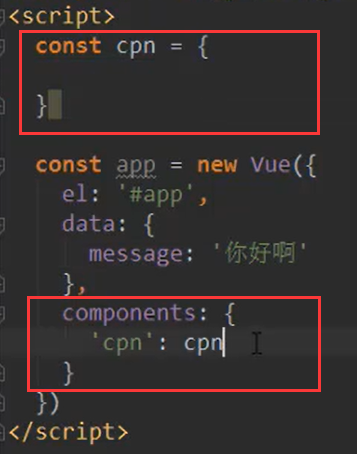 <script>
const cpn = {
}
const app = new Vue({
el: '#app',
data: {
message: '你好啊'
},
components: {
'cpn': cpn
}
})
</script>